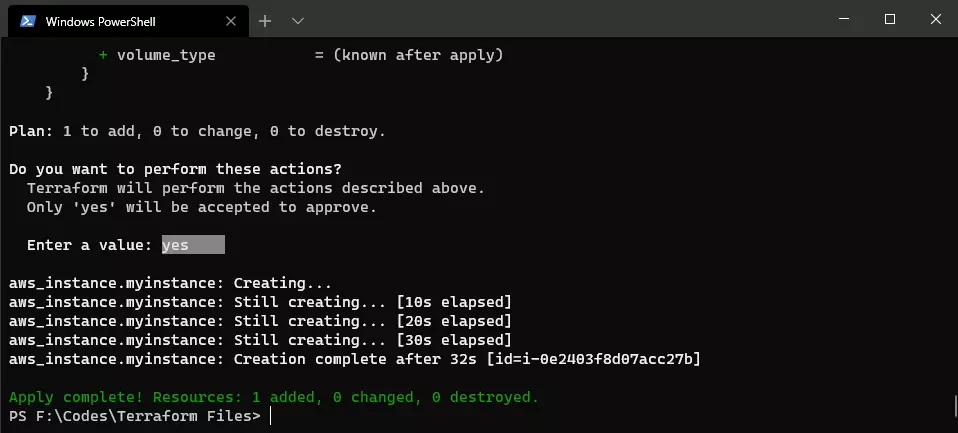 Windows PowerShell
+ volume_type = (known after apply)
}
}
Plan: 1 to add, 0 to change, 0 to destroy.
Do you want to perform these actions?
Terraform will perform the actions described above.
Only 'yes' will be accepted to approve.
Enter a value: yes
aws_instance.myinstance: Creating...
aws_instance.myinstance: Still creating... [10s elapsed]
aws_instance.myinstance: Still creating... [20s elapsed]
aws_instance.myinstance: Still creating... [30s elapsed]
aws_instance.myinstance: Creation complete after 32s [id=i-0e2403f8d07acc27b]
Apply complete! Resources: 1 added, 0 changed, 0 destroyed.
PS F:\Codes\Terraform Files>